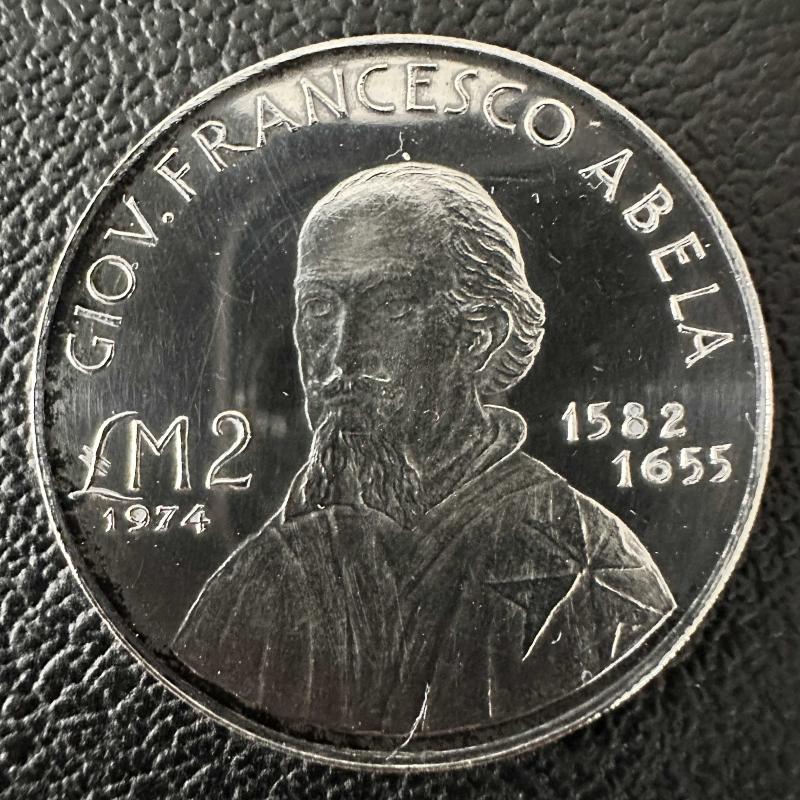 GIOV. FRANCESCO ABELA
£M2
1974
1582
1655